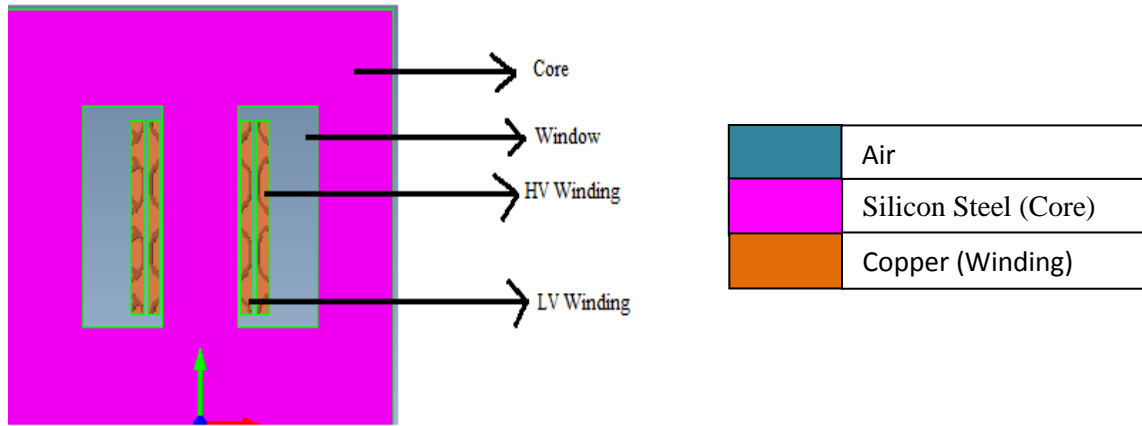 Core
Window
HV Winding
LV Winding
Air
Silicon Steel (Core)
Copper (Winding)